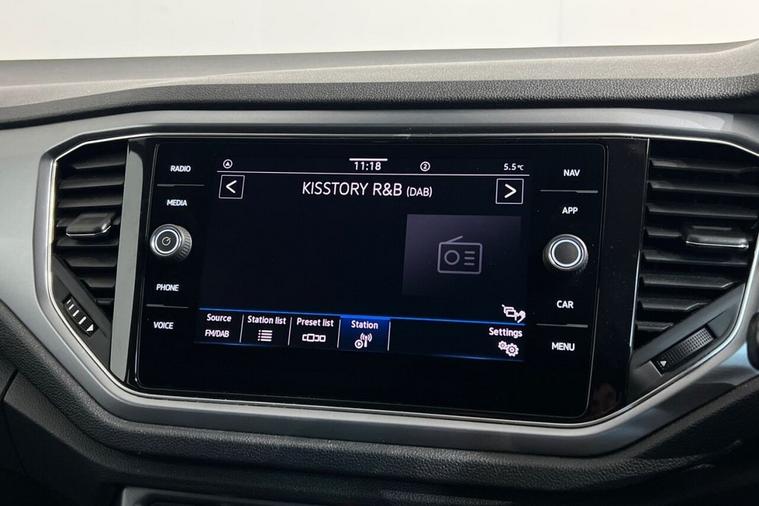 RADIO
MEDIA
PHONE
VOICE
A 11:18 2 5.5°C
< KISSTORY R&B (DAB) >
Source Station list Preset list Station Settings
FM/DAB
NAV
APP
CAR
MENU